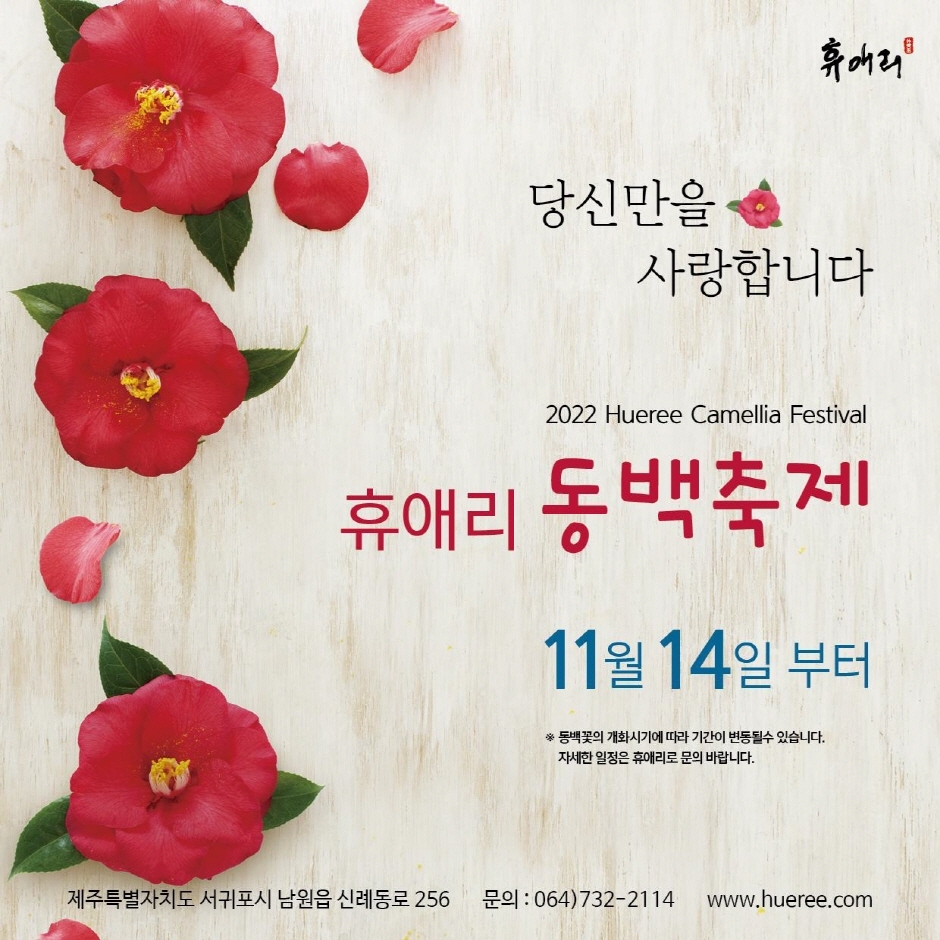 휴애리
당신만을
사랑합니다
2022 Hueree Camellia Festival
휴애리 동백축제
11월 14일 부터
※ 동백꽃의 개화시기에 따라 기간이 변동될수 있습니다.
자세한 일정은 휴애리로 문의 바랍니다.
제주특별자치도 서귀포시 남원읍 신례동로 256 문의 : 064)732-2114 www.hueree.com